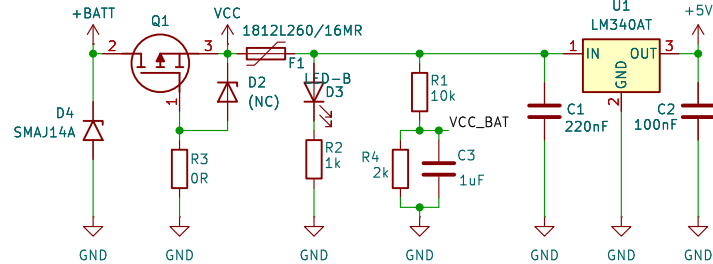 +BATT
Q1
VCC
1812L260/16MR
U1
LM340AT
+5V
2
3
F1
1
IN
OUT
3
GND
LED-B
D3
D2
(NC)
R1
10k
1
2
D4
SMAJ14A
C1
220nF
C2
100nF
VCC_BAT
R3
0R
R2
1k
R4
2k
C3
1uF
GND
GND
GND
GND
GND
GND
GND